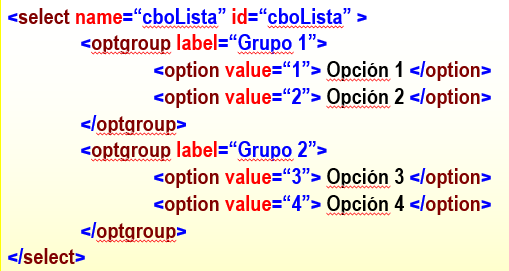 <select name=“cboLista” id=“cboLista” >
<optgroup label=“Grupo 1”>
<option value=“1”> Opción 1 </option>
<option value=“2”> Opción 2 </option>
</optgroup>
<optgroup label=“Grupo 2”>
<option value=“3”> Opción 3 </option>
<option value=“4”> Opción 4 </option>
</optgroup>
</select>